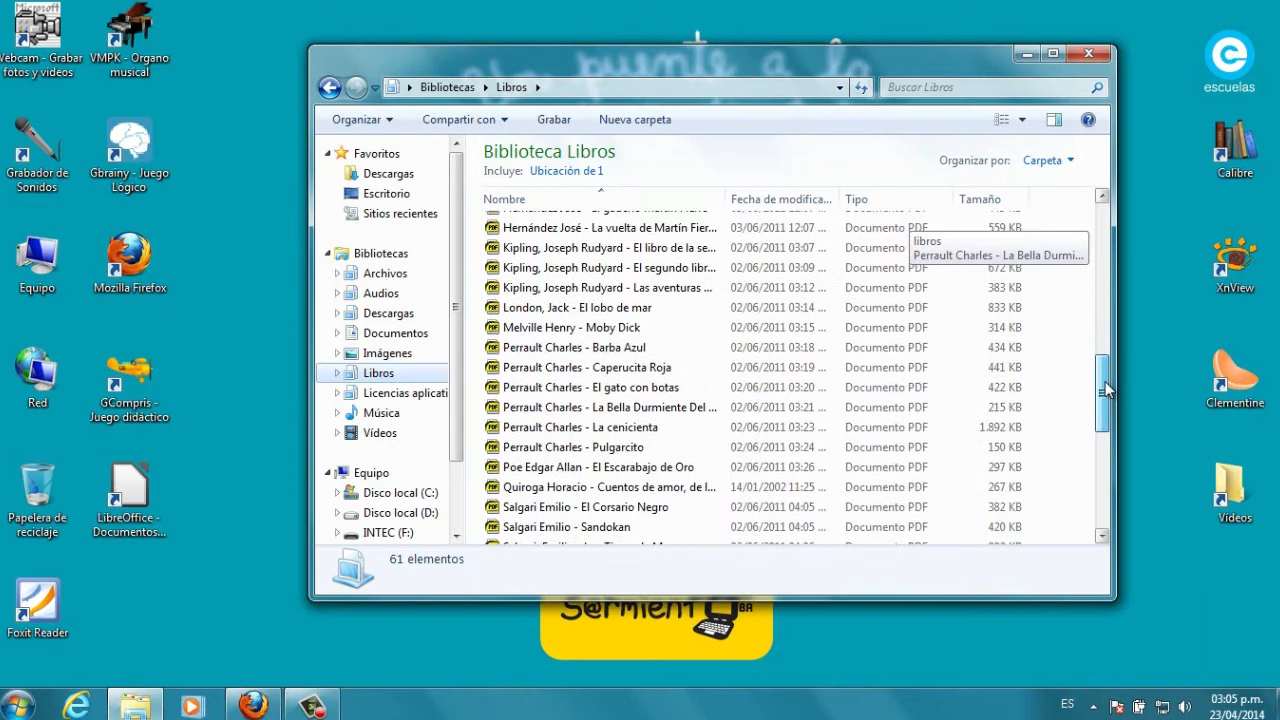 Microsoft
Webcam - Grabar
fotos y videos
VMPK - Organo
musical
Grabador de
Sonidos
Gbrainy - Juego
Lógico
Equipo
Mozilla Firefox
Red
GCompris -
Juego didáctico
Papelera de
reciclaje
LibreOffice -
Documentos...
Foxit Reader
puente a la
Bibliotecas
Libros
Buscar Libros
Organizar
Compartir con
Grabar
Nueva carpeta
Favoritos
Descargas
Escritorio
Sitios recientes
Bibliotecas
Archivos
Audios
Descargas
Documentos
Imágenes
Libros
Licencias aplicati
Música
Vídeos
Equipo
Disco local (C:)
Disco local (D:)
INTEC (F:)
Biblioteca Libros
Incluye: Ubicación de 1
Organizar por: Carpeta
Nombre Fecha de modifica... Tipo Tamaño
Hernández José - La vuelta de Martín Fier... 03/06/2011 12:07 ... Documento PDF 559 KB
Kipling, Joseph Rudyard - El libro de la se... 02/06/2011 03:07 ... Documento
Kipling, Joseph Rudyard - El segundo libr... 02/06/2011 03:09 ... Documento PDF 672 KB
Kipling, Joseph Rudyard - Las aventuras ... 02/06/2011 03:12 ... Documento PDF 383 KB
London, Jack - El lobo de mar 02/06/2011 03:14 ... Documento PDF 833 KB
Melville Henry - Moby Dick 02/06/2011 03:15 ... Documento PDF 314 KB
Perrault Charles - Barba Azul 02/06/2011 03:18 ... Documento PDF 434 KB
Perrault Charles - Caperucita Roja 02/06/2011 03:19 ... Documento PDF 441 KB
Perrault Charles - El gato con botas 02/06/2011 03:20 ... Documento PDF 422 KB
Perrault Charles - La Bella Durmiente Del ... 02/06/2011 03:21 ... Documento PDF 215 KB
Perrault Charles - La cenicienta 02/06/2011 03:23 ... Documento PDF 1.892 KB
Perrault Charles - Pulgarcito 02/06/2011 03:24 ... Documento PDF 150 KB
Poe Edgar Allan - El Escarabajo de Oro 02/06/2011 03:26 ... Documento PDF 297 KB
Quiroga Horacio - Cuentos de amor, de l... 14/01/2002 11:25 ... Documento PDF 267 KB
Salgari Emilio - El Corsario Negro 02/06/2011 04:05 ... Documento PDF 382 KB
Salgari Emilio - Sandokan 02/06/2011 04:05 ... Documento PDF 420 KB
libros
Perrault Charles - La Bella Durmi...
61 elementos
S@rmient
BA
escuelas
Calibre
XnView
Clementine
Vídeos
ES
03:05 p.m.
23/04/2014